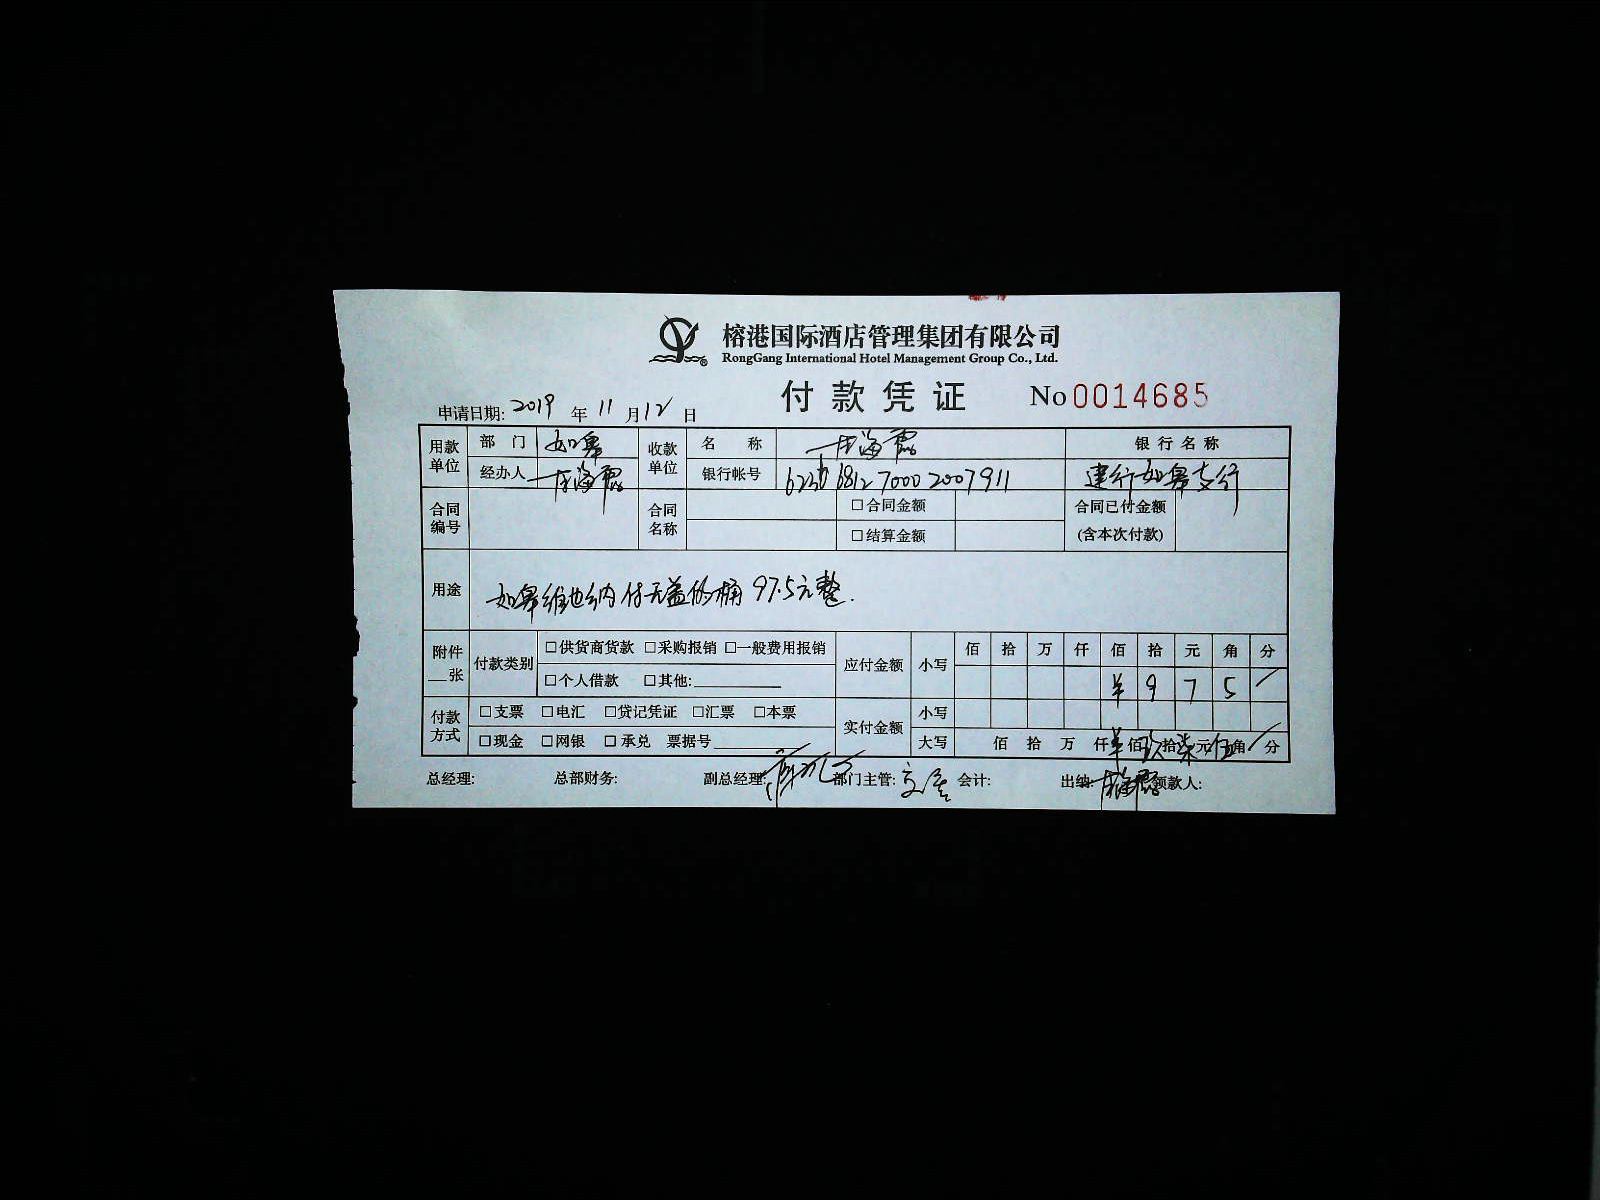 榕港国际酒店管理集团有限公司
RongGang International Hotel Management Group Co., Ltd.
付款凭证 No 0014685
申请日期: 2019 年 11 月 12 日
用款单位 部门 如皋 收款单位 名称 银行名称
经办人 银行帐号 6812 7000 2007911 建行如皋支行
合同编号 合同名称 □合同金额 合同已付金额
□结算金额 (含本次付款)
用途 如皋维也纳付无盖的桶 97.5元整.
附件__张 付款类别 □供货商货款 □采购报销 □一般费用报销 应付金额 小写 佰 拾 万 仟 佰 拾 元 角 分
□个人借款 □其他: ¥ 9 7 5 /
付款方式 □支票 □电汇 □贷记凭证 □汇票 □本票 实付金额 小写
□现金 □网银 □承兑 票据号 大写 佰 拾 万 仟 ¥ 佰 玖 拾 柒 元 伍 角 / 分
总经理: 总部财务: 副总经理: 部门主管: 会计: 出纳: 领款人: